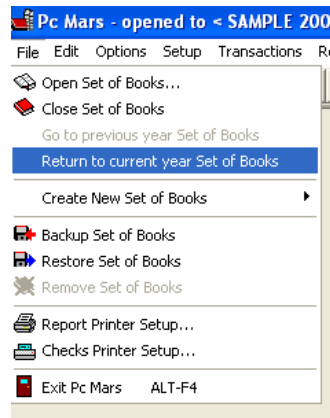 Pc Mars - opened to < SAMPLE 200
File Edit Options Setup Transactions
Open Set of Books...
Close Set of Books
Go to previous year Set of Books
Return to current year Set of Books
Create New Set of Books
Backup Set of Books
Restore Set of Books
Remove Set of Books
Report Printer Setup...
Checks Printer Setup...
Exit Pc Mars ALT-F4